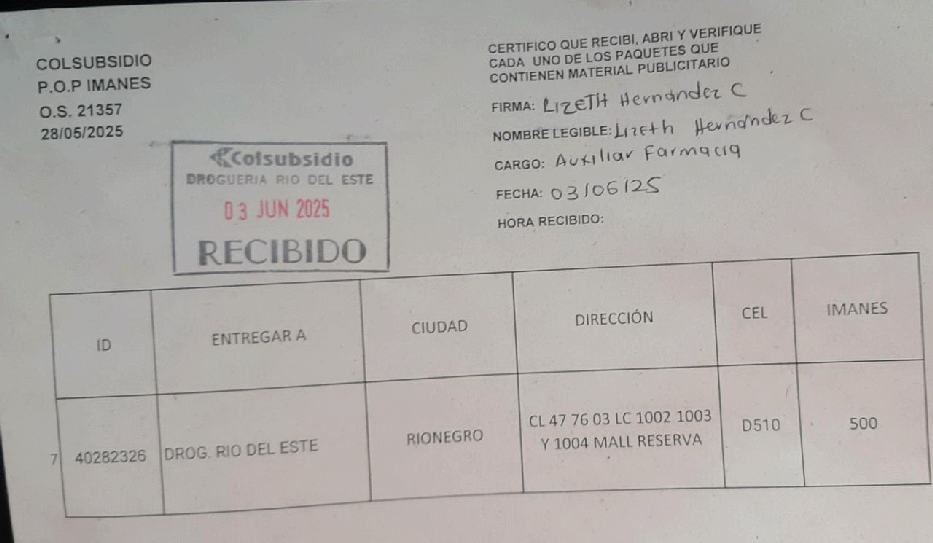 COLSUBSIDIO
P.O.P IMANES
O.S. 21357
28/05/2025
CERTIFICO QUE RECIBI, ABRI Y VERIFIQUE
CADA UNO DE LOS PAQUETES QUE
CONTIENEN MATERIAL PUBLICITARIO
FIRMA: LIZETH Hernández C
NOMBRE LEGIBLE: Lizeth Hernández C
CARGO: Auxiliar Farmacia
FECHA: 03/06/25
HORA RECIBIDO:
Colsubsidio
DROGUERIA RIO DEL ESTE
03 JUN 2025
RECIBIDO
ID ENTREGAR A CIUDAD DIRECCIÓN CEL IMANES
7 40282326 DROG. RIO DEL ESTE RIONEGRO CL 47 76 03 LC 1002 1003 D510 500
Y 1004 MALL RESERVA